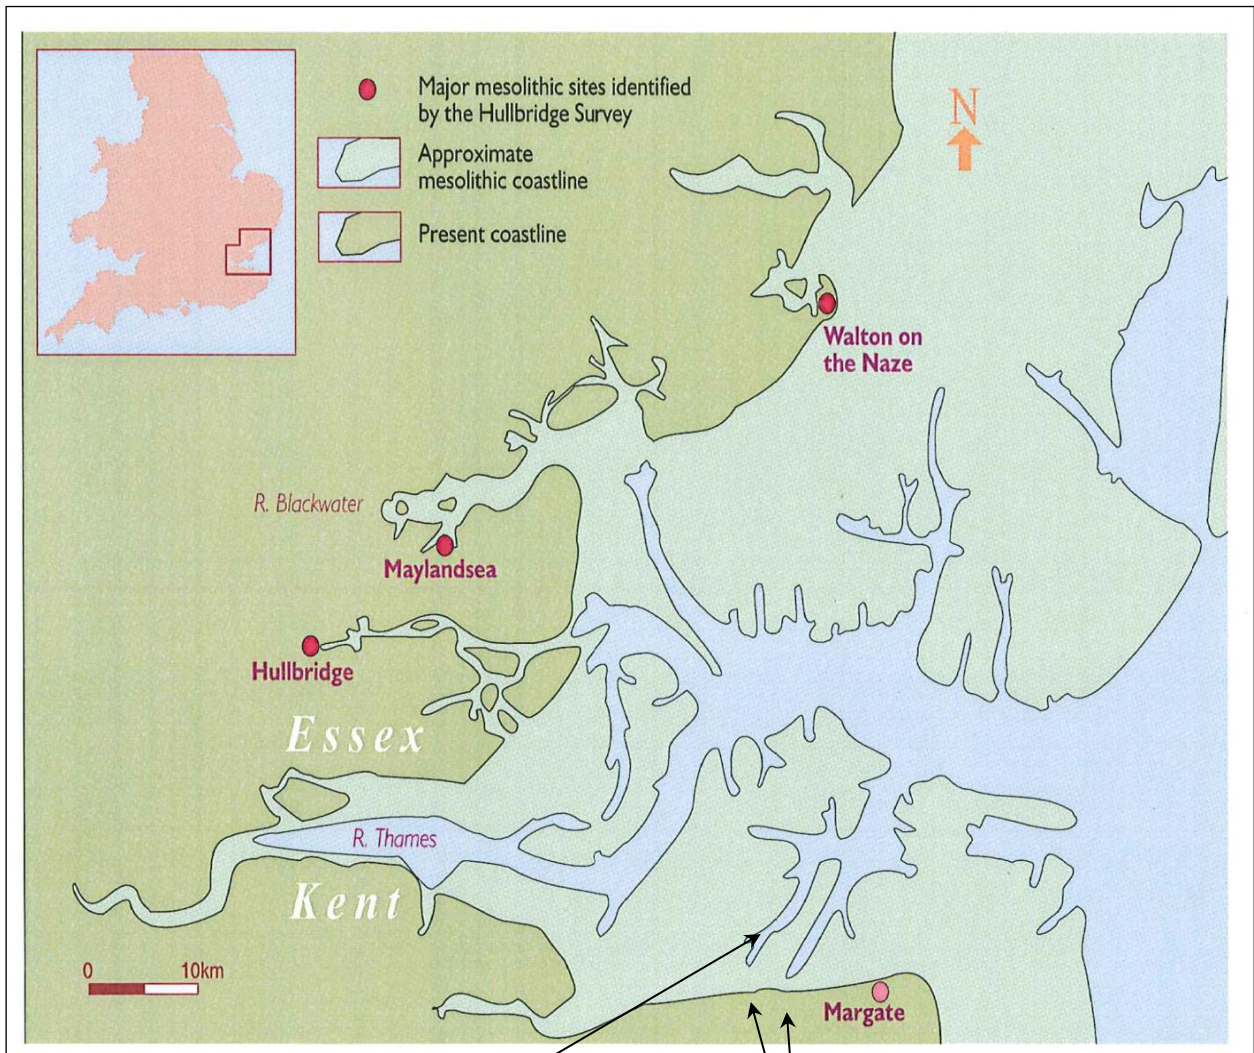 Major mesolithic sites identified
by the Hullbridge Survey
Approximate
mesolithic coastline
Present coastline
N
Walton on
the Naze
R. Blackwater
Maylandsea
Hullbridge
Essex
R. Thames
Kent
0 10km
Margate